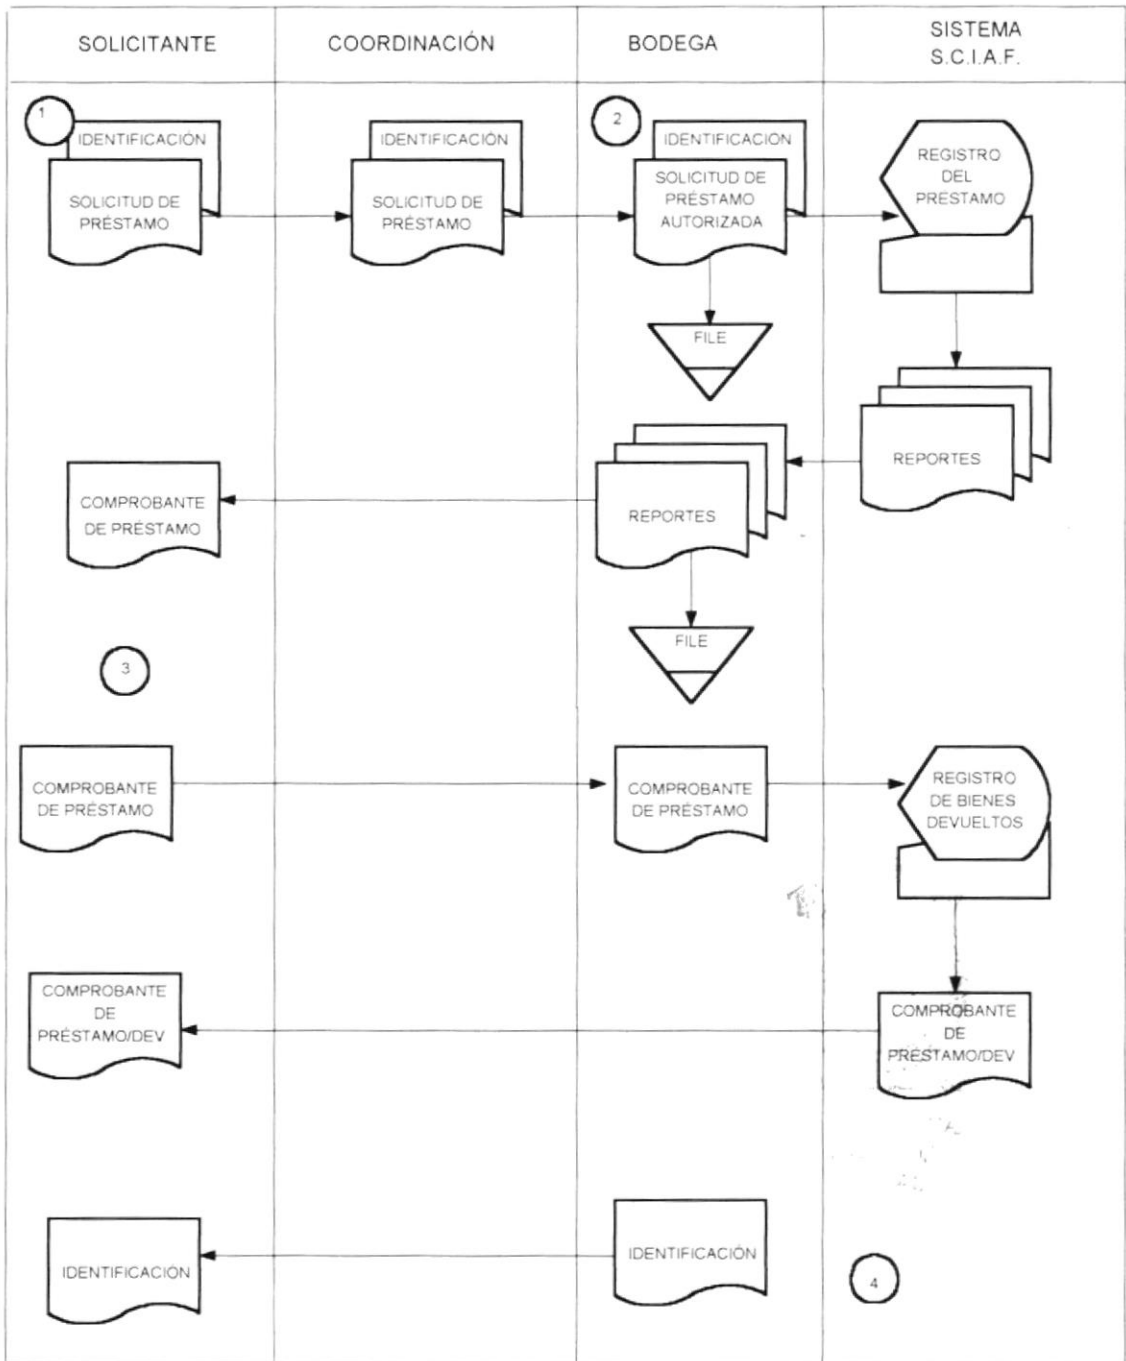 SOLICITANTE
COORDINACIÓN
BODEGA
SISTEMA
S.C.I.A.F.
1
IDENTIFICACIÓN
SOLICITUD DE
PRÉSTAMO
IDENTIFICACIÓN
SOLICITUD DE
PRÉSTAMO
2
IDENTIFICACIÓN
SOLICITUD DE
PRÉSTAMO
AUTORIZADA
REGISTRO
DEL
PRÉSTAMO
FILE
REPORTES
REPORTES
COMPROBANTE
DE PRÉSTAMO
FILE
3
COMPROBANTE
DE PRÉSTAMO
COMPROBANTE
DE PRÉSTAMO
REGISTRO
DE BIENES
DEVUELTOS
COMPROBANTE
DE
PRÉSTAMO/DEV
COMPROBANTE
DE
PRÉSTAMO/DEV
IDENTIFICACIÓN
IDENTIFICACIÓN
4